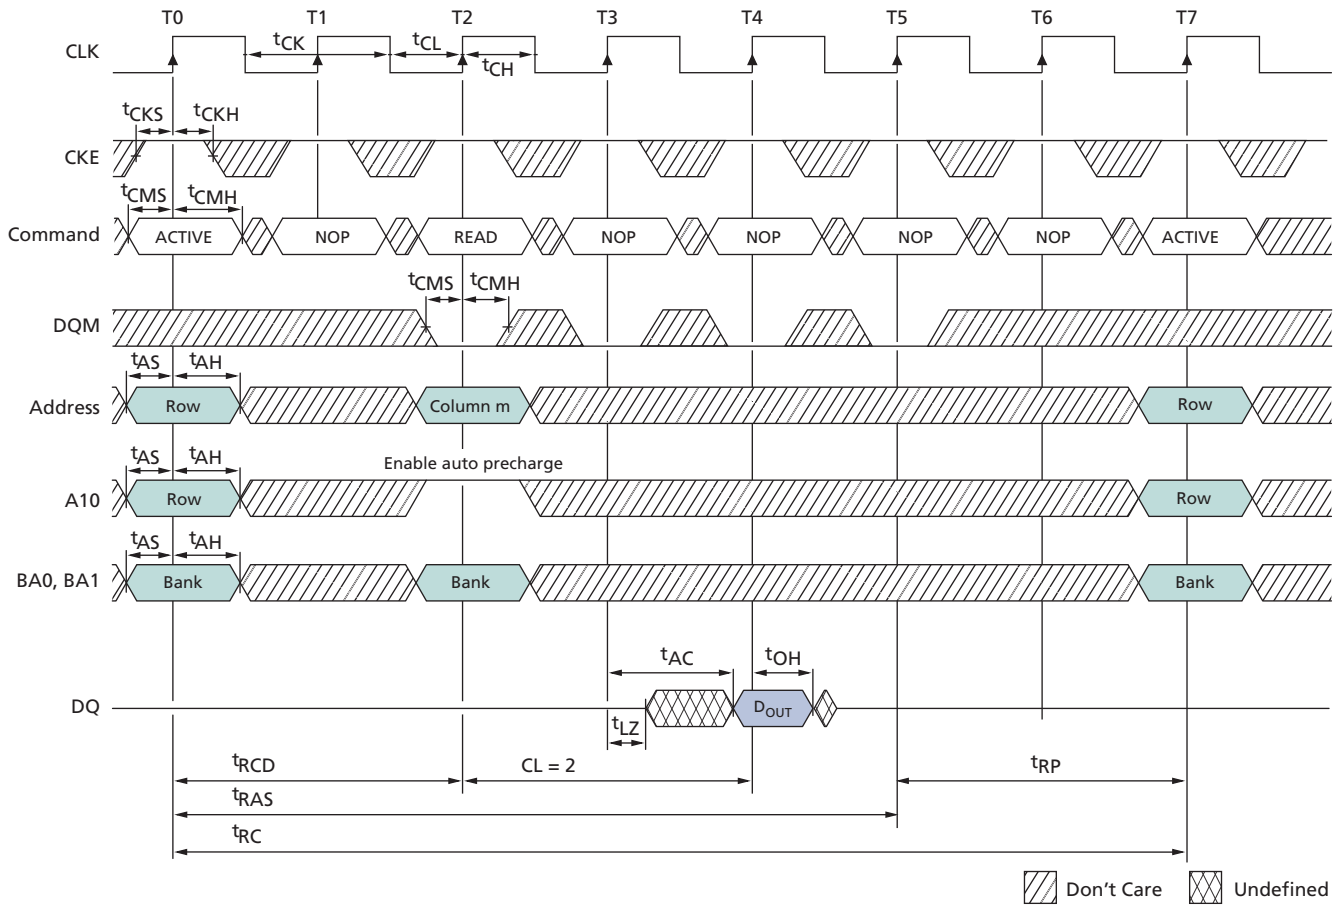 T0 T1 T2 T3 T4 T5 T6 T7
CLK
tCK
tCL
tCH
tCKS tCKH
CKE
tCMS tCMH
Command ACTIVE NOP READ NOP NOP NOP NOP ACTIVE
tCMS tCMH
DQM
tAS tAH
Address Row Column m Row
tAS tAH
Enable auto precharge
A10 Row Row
tAS tAH
BA0, BA1 Bank Bank Bank
tAC tOH
DQ DOUT
tLZ
tRCD CL = 2 tRP
tRAS
tRC
Don't Care Undefined